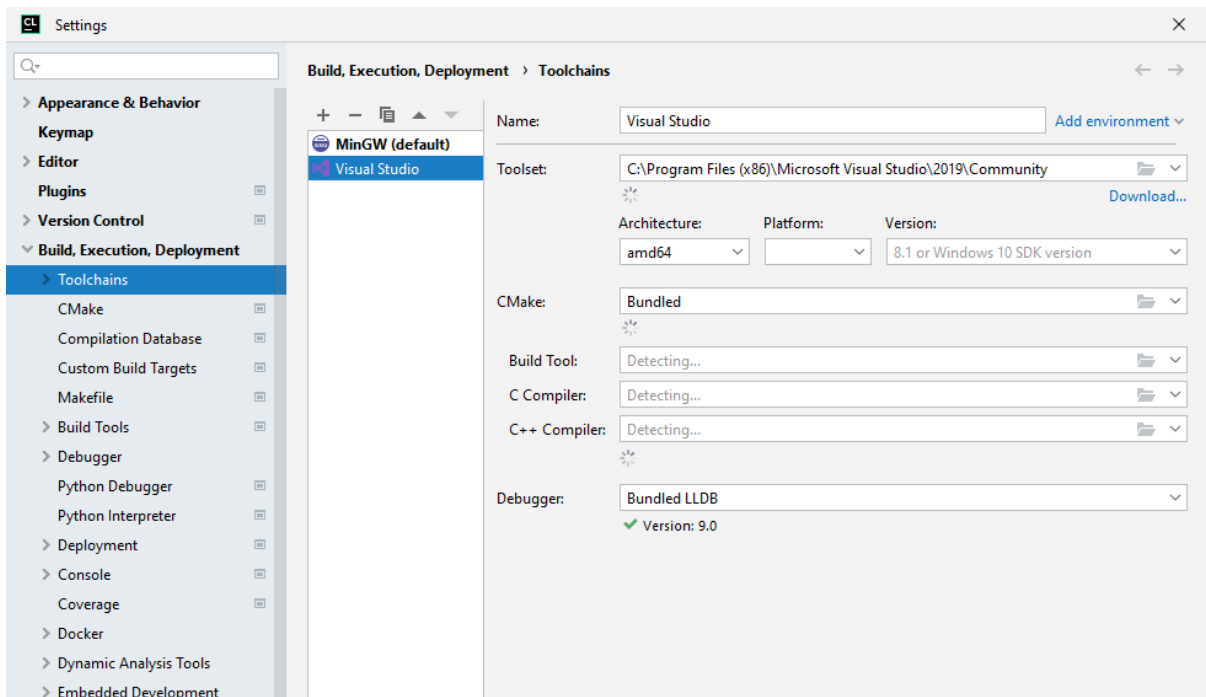 CL Settings
Build, Execution, Deployment › Toolchains
Appearance & Behavior
Keymap
Editor
Plugins
Version Control
Build, Execution, Deployment
Toolchains
CMake
Compilation Database
Custom Build Targets
Makefile
Build Tools
Debugger
Python Debugger
Python Interpreter
Deployment
Console
Coverage
Docker
Dynamic Analysis Tools
Embedded Development
MinGW (default)
Visual Studio
Name: Visual Studio Add environment
Toolset: C:\Program Files (x86)\Microsoft Visual Studio\2019\Community
Download...
Architecture: Platform: Version:
amd64 8.1 or Windows 10 SDK version
CMake: Bundled
Build Tool: Detecting...
C Compiler: Detecting...
C++ Compiler: Detecting...
Debugger: Bundled LLDB
Version: 9.0